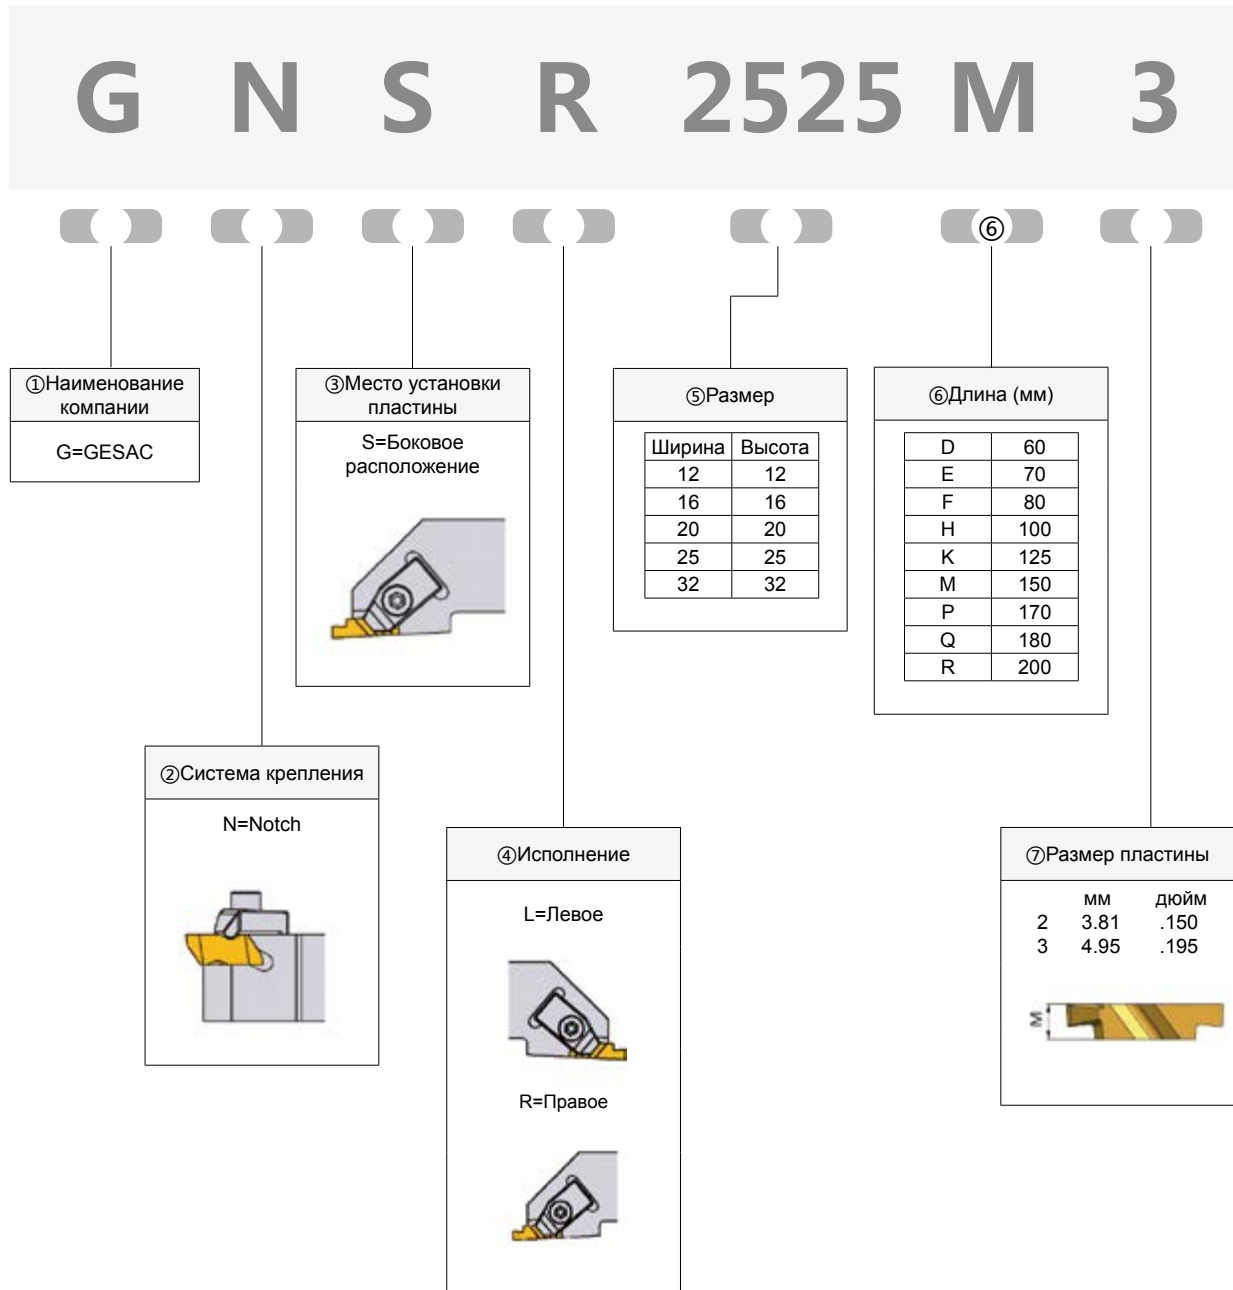 G N S R 2525 M 3
⑥
①Наименование
компании
G=GESAC
③Место установки
пластины
S=Боковое
расположение
⑤Размер
Ширина Высота
12 12
16 16
20 20
25 25
32 32
⑥Длина (мм)
D 60
E 70
F 80
H 100
K 125
M 150
P 170
Q 180
R 200
②Система крепления
N=Notch
④Исполнение
L=Левое
R=Правое
⑦Размер пластины
мм дюйм
2 3.81 .150
3 4.95 .195
M